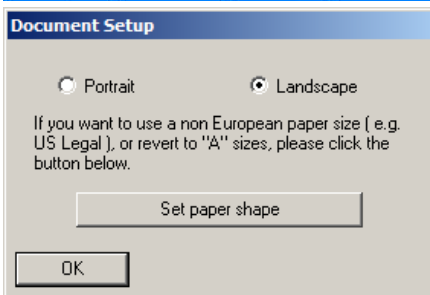 Document Setup
Portrait Landscape
If you want to use a non European paper size ( e.g.
US Legal ), or revert to "A" sizes, please click the
button below.
Set paper shape
OK